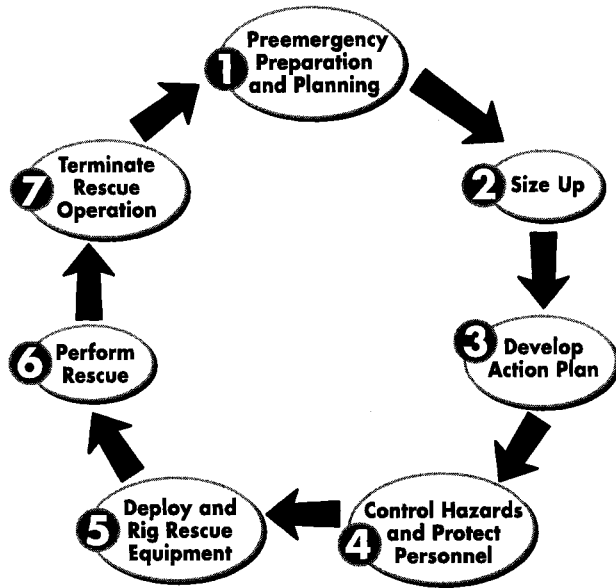 1
Preemergency
Preparation
and Planning
2
Size Up
3
Develop
Action Plan
4
Control Hazards
and Protect
Personnel
5
Deploy and
Rig Rescue
Equipment
6
Perform
Rescue
7
Terminate
Rescue
Operation